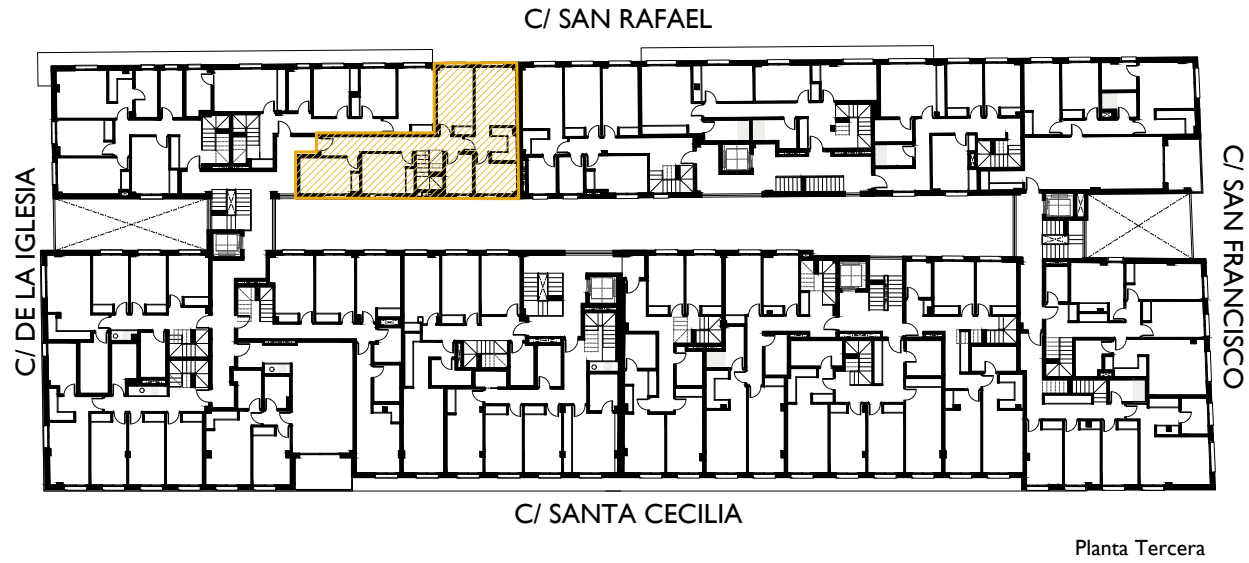 C/ SAN RAFAEL
C/ DE LA IGLESIA
C/ SAN FRANCISCO
C/ SANTA CECILIA
Planta Tercera